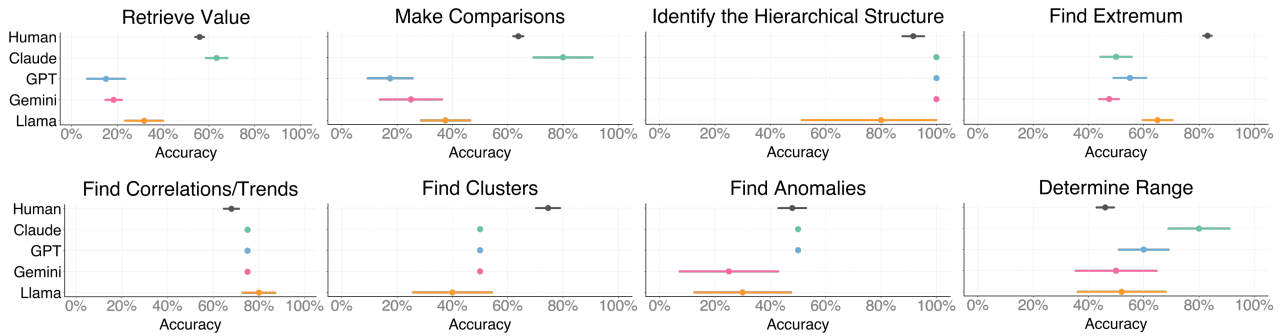 Retrieve Value Make Comparisons Identify the Hierarchical Structure Find Extremum
Human
Claude
GPT
Gemini
Llama
0% 20% 40% 60% 80% 100% 0% 20% 40% 60% 80% 100% 0% 20% 40% 60% 80% 100% 0% 20% 40% 60% 80% 100%
Accuracy Accuracy Accuracy Accuracy
Find Correlations/Trends Find Clusters Find Anomalies Determine Range
Human
Claude
GPT
Gemini
Llama
0% 20% 40% 60% 80% 100% 0% 20% 40% 60% 80% 100% 0% 20% 40% 60% 80% 100% 0% 20% 40% 60% 80% 100%
Accuracy Accuracy Accuracy Accuracy